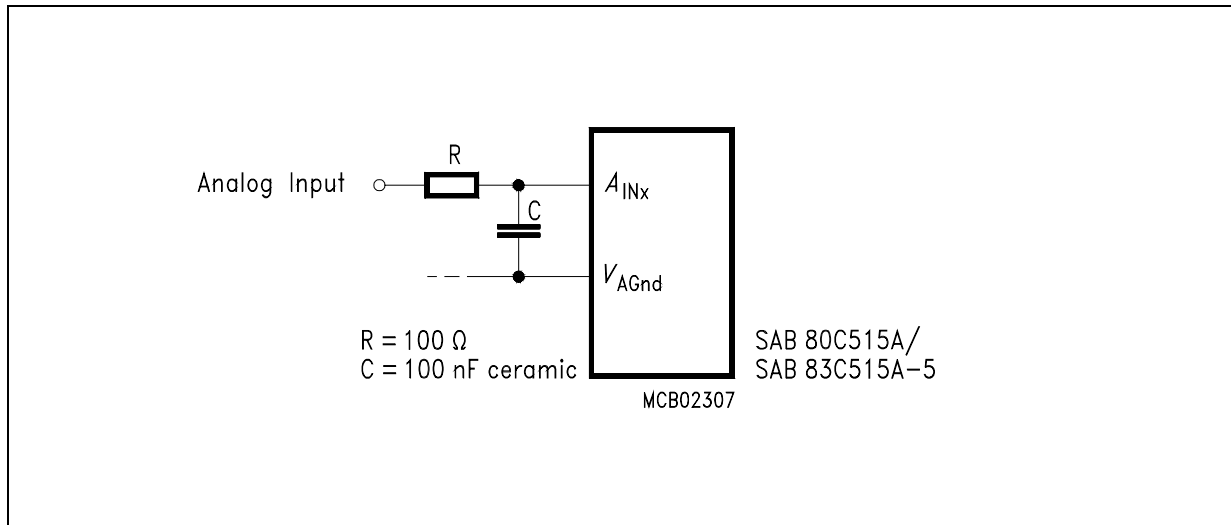 R
Analog Input
A_INx
C
V_AGnd
R = 100 Ω
C = 100 nF ceramic
SAB 80C515A/
SAB 83C515A-5
MCB02307